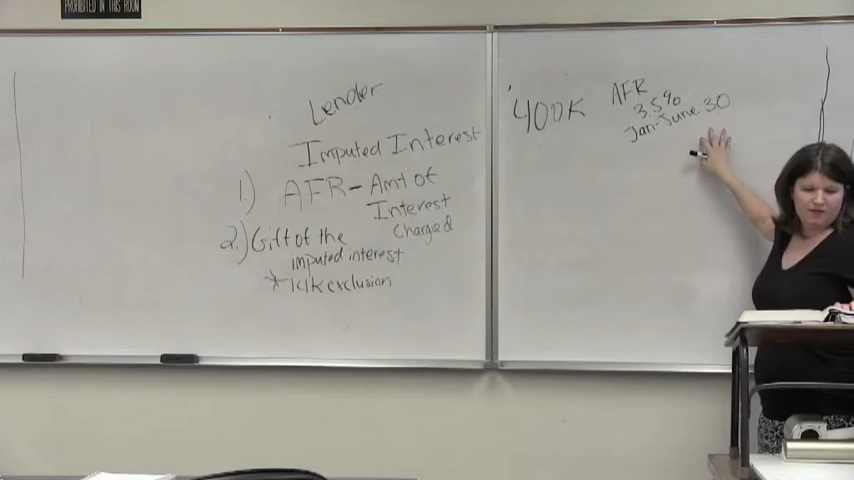 PROHIBITED IN THIS ROOM
Lender
Imputed Interest
1.) AFR - Amt of
Interest
Charged
2.) Gift of the
imputed interest
* 14K exclusion
400K
AFR
3.5%
Jan-June 30